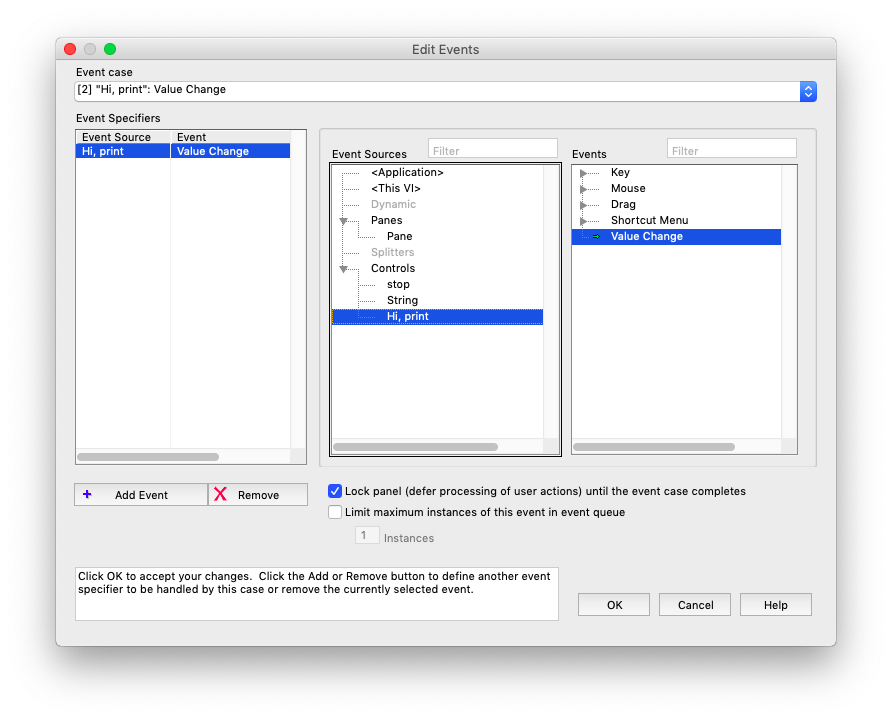 Edit Events
Event case
[2] "Hi, print": Value Change
Event Specifiers
Event Source Event
Hi, print Value Change
Event Sources Filter
<Application>
<This VI>
Dynamic
Panes
Pane
Splitters
Controls
stop
String
Hi, print
Events Filter
Key
Mouse
Drag
Shortcut Menu
Value Change
Add Event Remove
Lock panel (defer processing of user actions) until the event case completes
Limit maximum instances of this event in event queue
1 Instances
Click OK to accept your changes.  Click the Add or Remove button to define another event
specifier to be handled by this case or remove the currently selected event.
OK Cancel Help